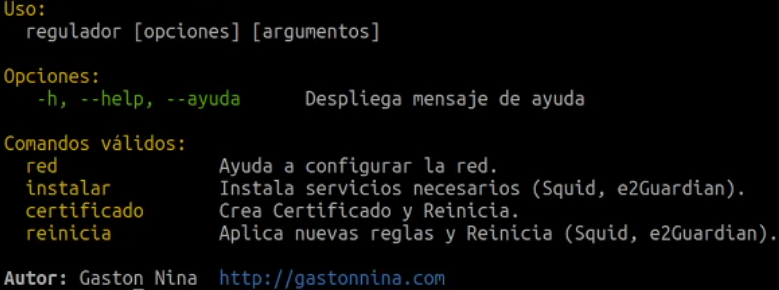 Uso:
regulador [opciones] [argumentos]
Opciones:
-h, --help, --ayuda Despliega mensaje de ayuda
Comandos válidos:
red Ayuda a configurar la red.
instalar Instala servicios necesarios (Squid, e2Guardian).
certificado Crea Certificado y Reinicia.
reinicia Aplica nuevas reglas y Reinicia (Squid, e2Guardian).
Autor: Gaston Nina http://gastonnina.com